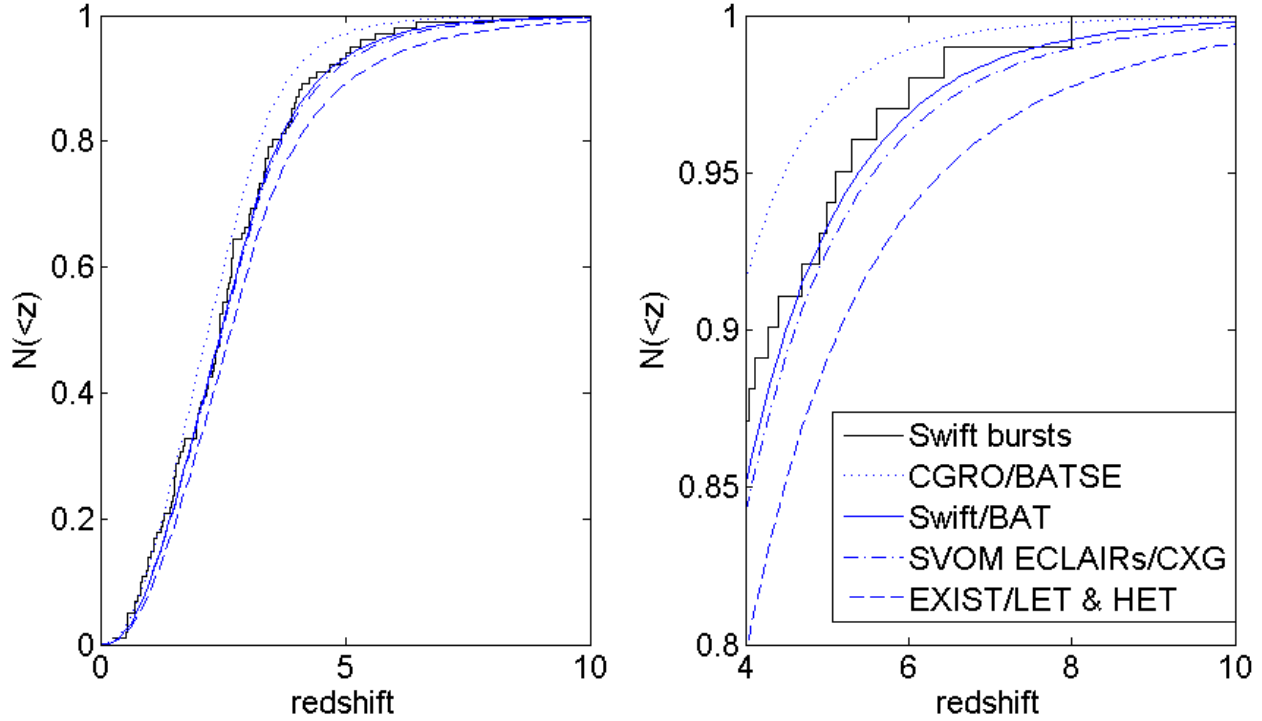 1
0.8
0.6
0.4
0.2
0
0
5
10
N(<z)
redshift
1
0.95
0.9
0.85
0.8
4
6
8
10
N(<z)
redshift
Swift bursts
CGRO/BATSE
Swift/BAT
SVOM ECLAIRs/CXG
EXIST/LET & HET